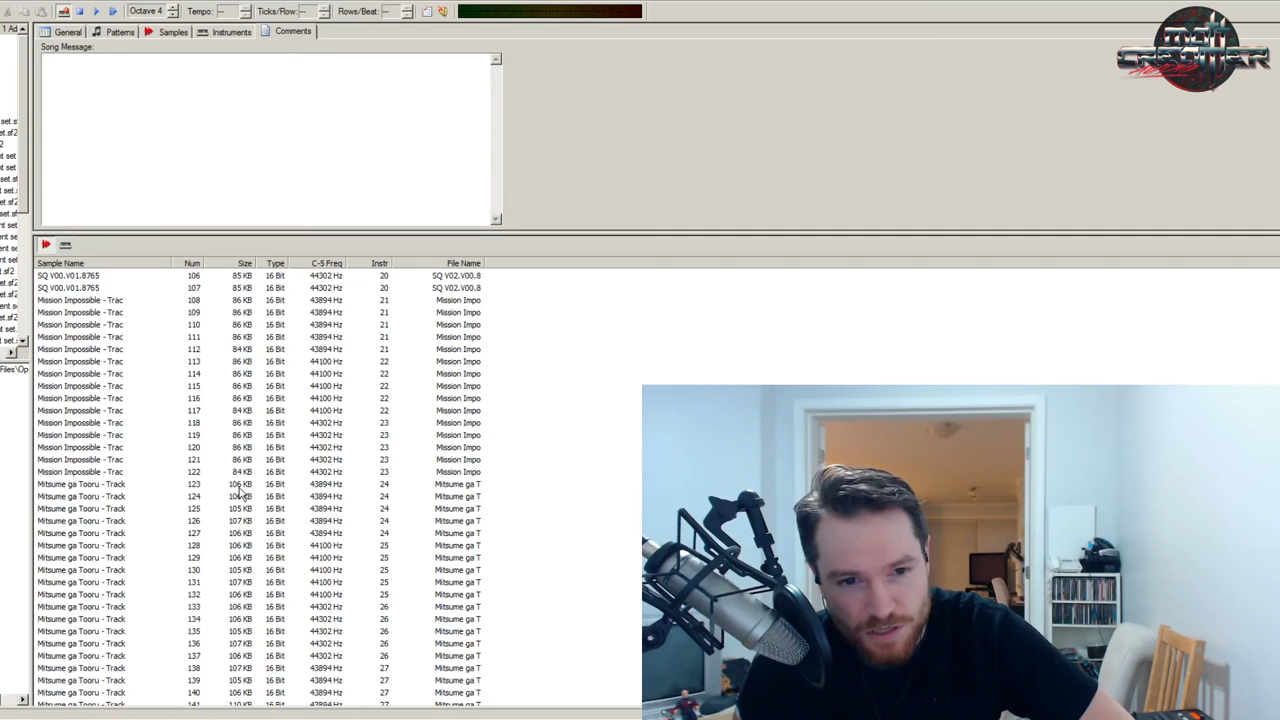 Octave 4 Tempo: Ticks/Row: Rows/Beat:
General Patterns Samples Instruments Comments
Song Message:
Sample Name Num Size Type C-5 Freq Instr File Name
SQ V00.V01.8765 106 85 KB 16 Bit 44302 Hz 20 SQ V02.V00.8
SQ V00.V01.8765 107 85 KB 16 Bit 44302 Hz 20 SQ V02.V00.8
Mission Impossible - Trac 108 86 KB 16 Bit 43894 Hz 21 Mission Impo
Mission Impossible - Trac 109 86 KB 16 Bit 43894 Hz 21 Mission Impo
Mission Impossible - Trac 110 86 KB 16 Bit 43894 Hz 21 Mission Impo
Mission Impossible - Trac 111 86 KB 16 Bit 43894 Hz 21 Mission Impo
Mission Impossible - Trac 112 84 KB 16 Bit 43894 Hz 21 Mission Impo
Mission Impossible - Trac 113 86 KB 16 Bit 44100 Hz 22 Mission Impo
Mission Impossible - Trac 114 86 KB 16 Bit 44100 Hz 22 Mission Impo
Mission Impossible - Trac 115 86 KB 16 Bit 44100 Hz 22 Mission Impo
Mission Impossible - Trac 116 86 KB 16 Bit 44100 Hz 22 Mission Impo
Mission Impossible - Trac 117 84 KB 16 Bit 44100 Hz 22 Mission Impo
Mission Impossible - Trac 118 86 KB 16 Bit 44302 Hz 23 Mission Impo
Mission Impossible - Trac 119 86 KB 16 Bit 44302 Hz 23 Mission Impo
Mission Impossible - Trac 120 86 KB 16 Bit 44302 Hz 23 Mission Impo
Mission Impossible - Trac 121 86 KB 16 Bit 44302 Hz 23 Mission Impo
Mission Impossible - Trac 122 84 KB 16 Bit 44302 Hz 23 Mission Impo
Mitsume ga Tooru - Track 123 106 KB 16 Bit 43894 Hz 24 Mitsume ga T
Mitsume ga Tooru - Track 124 106 KB 16 Bit 43894 Hz 24 Mitsume ga T
Mitsume ga Tooru - Track 125 105 KB 16 Bit 43894 Hz 24 Mitsume ga T
Mitsume ga Tooru - Track 126 107 KB 16 Bit 43894 Hz 24 Mitsume ga T
Mitsume ga Tooru - Track 127 106 KB 16 Bit 43894 Hz 24 Mitsume ga T
Mitsume ga Tooru - Track 128 106 KB 16 Bit 44100 Hz 25 Mitsume ga T
Mitsume ga Tooru - Track 129 106 KB 16 Bit 44100 Hz 25 Mitsume ga T
Mitsume ga Tooru - Track 130 105 KB 16 Bit 44100 Hz 25 Mitsume ga T
Mitsume ga Tooru - Track 131 107 KB 16 Bit 44100 Hz 25 Mitsume ga T
Mitsume ga Tooru - Track 132 106 KB 16 Bit 44100 Hz 25 Mitsume ga T
Mitsume ga Tooru - Track 133 106 KB 16 Bit 44302 Hz 26 Mitsume ga T
Mitsume ga Tooru - Track 134 106 KB 16 Bit 44302 Hz 26 Mitsume ga T
Mitsume ga Tooru - Track 135 105 KB 16 Bit 44302 Hz 26 Mitsume ga T
Mitsume ga Tooru - Track 136 107 KB 16 Bit 44302 Hz 26 Mitsume ga T
Mitsume ga Tooru - Track 137 106 KB 16 Bit 44302 Hz 26 Mitsume ga T
Mitsume ga Tooru - Track 138 107 KB 16 Bit 43894 Hz 27 Mitsume ga T
Mitsume ga Tooru - Track 139 105 KB 16 Bit 43894 Hz 27 Mitsume ga T
Mitsume ga Tooru - Track 140 106 KB 16 Bit 43894 Hz 27 Mitsume ga T